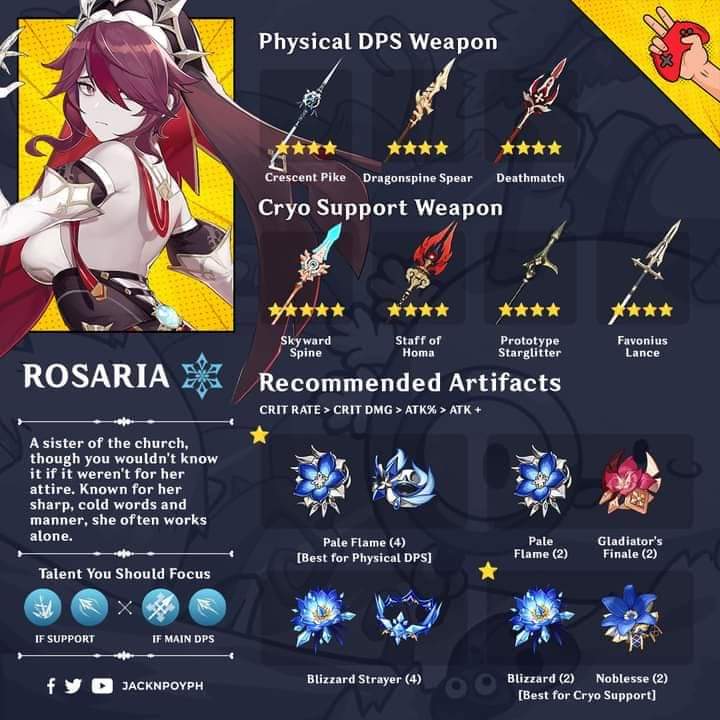 Physical DPS Weapon
Crescent Pike
Dragonspine Spear
Deathmatch
Cryo Support Weapon
Skyward
Spine
Staff of
Homa
Prototype
Starglitter
Favonius
Lance
ROSARIA
A sister of the church,
though you wouldn't know
it if it weren't for her
attire. Known for her
sharp, cold words and
manner, she often works
alone.
Talent You Should Focus
IF SUPPORT
IF MAIN DPS
JACKNPOYPH
Recommended Artifacts
CRIT RATE > CRIT DMG > ATK% > ATK +
Pale Flame (4)
[Best for Physical DPS]
Pale
Flame (2)
Gladiator's
Finale (2)
Blizzard Strayer (4)
Blizzard (2)
Noblesse (2)
[Best for Cryo Support]